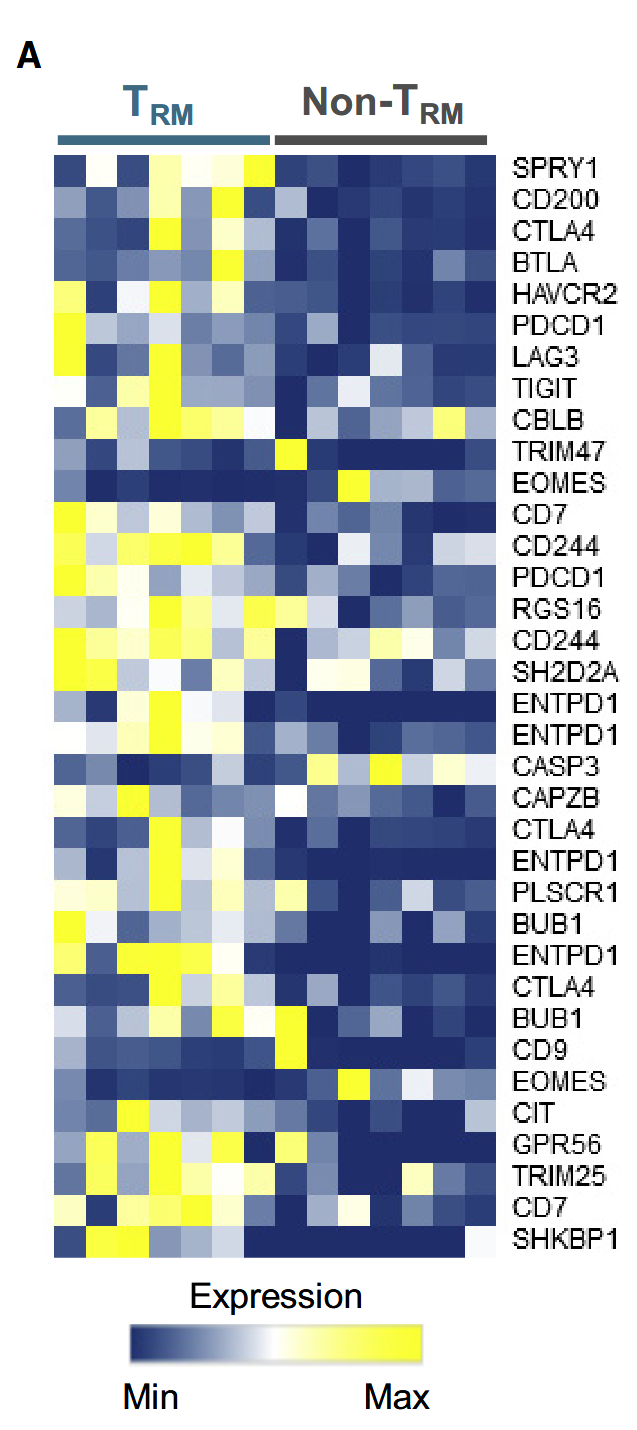 A
TRM Non-TRM
SPRY1
CD200
CTLA4
BTLA
HAVCR2
PDCD1
LAG3
TIGIT
CBLB
TRIM47
EOMES
CD7
CD244
PDCD1
RGS16
CD244
SH2D2A
ENTPD1
ENTPD1
CASP3
CAPZB
CTLA4
ENTPD1
PLSCR1
BUB1
ENTPD1
CTLA4
BUB1
CD9
EOMES
CIT
GPR56
TRIM25
CD7
SHKBP1
Expression
Min Max